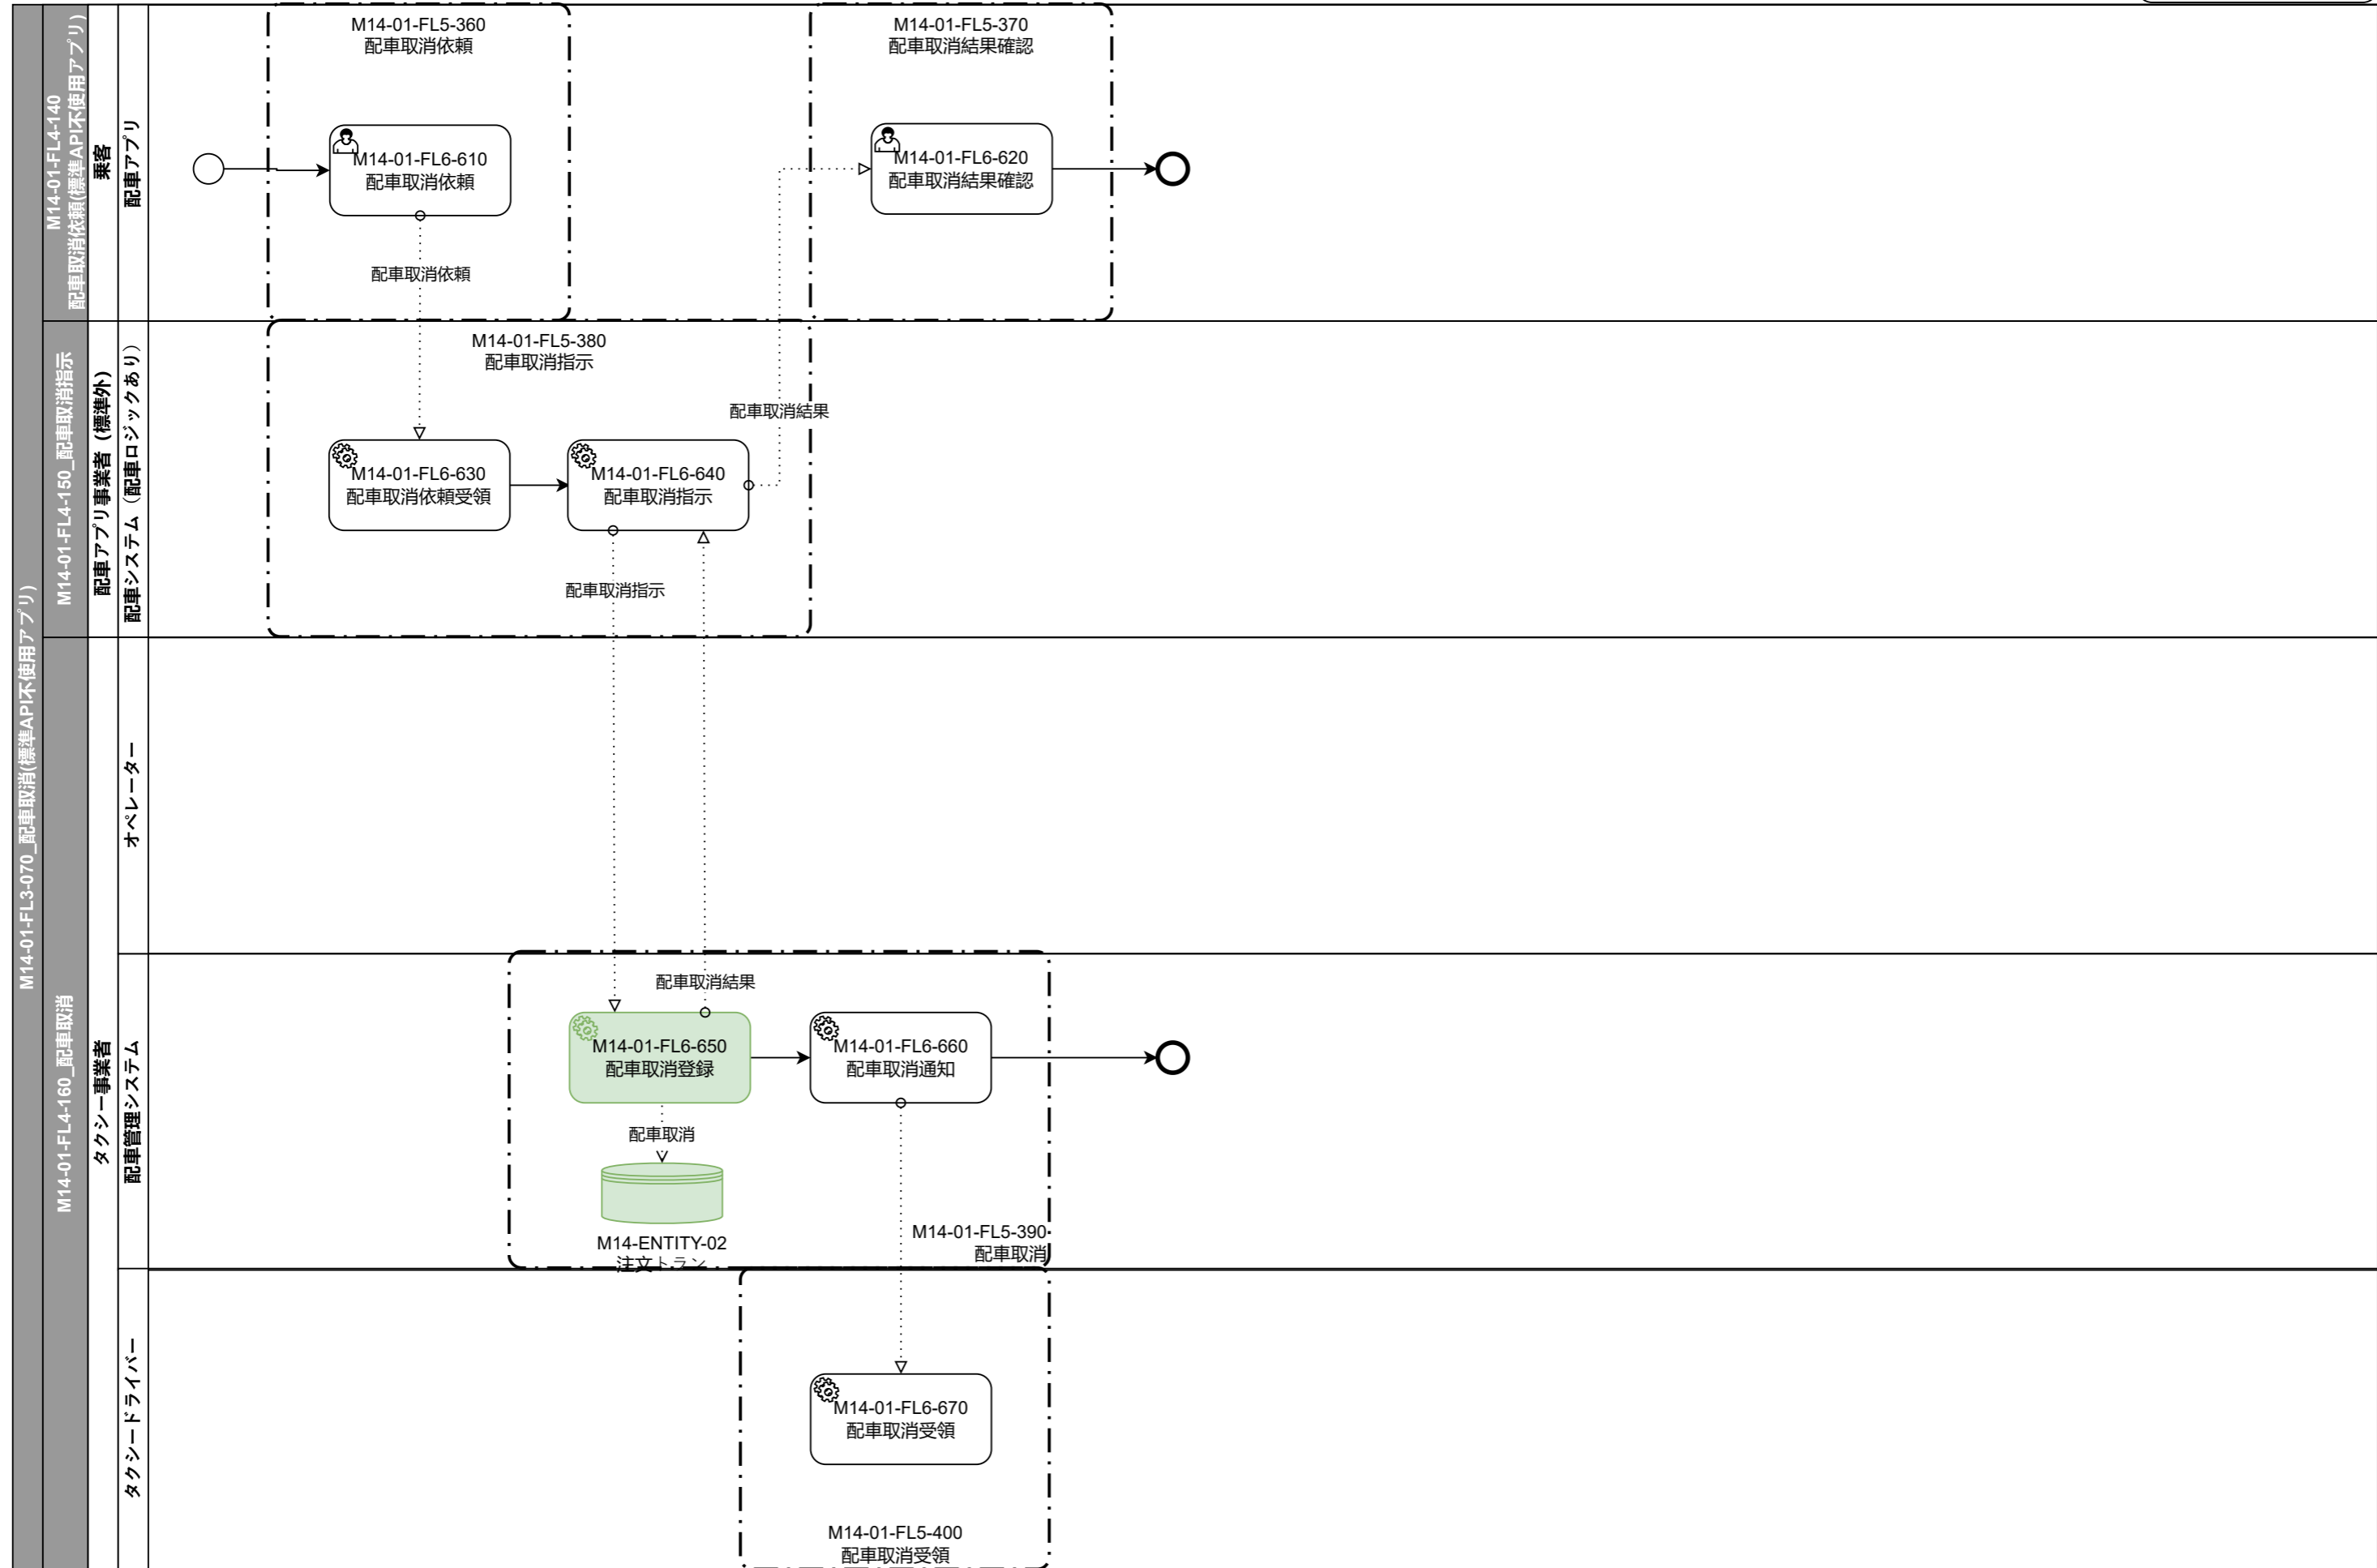 M14-01-FL3-070_配車取消(標準API不使用アプリ)
M14-01-FL4-140
配車取消依頼(標準API不使用アプリ)
乗客
配車アプリ
M14-01-FL5-360
配車取消依頼
M14-01-FL5-370
配車取消結果確認
M14-01-FL6-610
配車取消依頼
M14-01-FL6-620
配車取消結果確認
配車取消依頼
M14-01-FL4-150_配車取消指示
配車アプリ事業者（標準外）
配車システム（配車ロジックあり）
M14-01-FL5-380
配車取消指示
配車取消結果
M14-01-FL6-630
配車取消依頼受領
M14-01-FL6-640
配車取消指示
配車取消指示
M14-01-FL4-160_配車取消
タクシー事業者
オペレーター
配車管理システム
配車取消結果
M14-01-FL6-650
配車取消登録
M14-01-FL6-660
配車取消通知
配車取消
M14-01-FL5-390
配車取消
M14-ENTITY-02
注文トラン
タクシードライバー
M14-01-FL6-670
配車取消受領
M14-01-FL5-400
配車取消受領